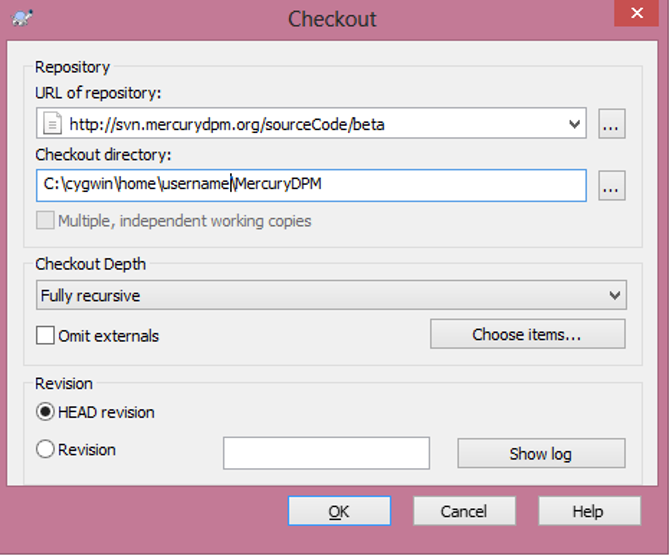 Checkout
Repository
URL of repository:
http://svn.mercurydpm.org/sourceCode/beta
...
Checkout directory:
C:\cygwin\home\username\MercuryDPM
...
Multiple, independent working copies
Checkout Depth
Fully recursive
Omit externals
Choose items...
Revision
HEAD revision
Revision
Show log
OK Cancel Help